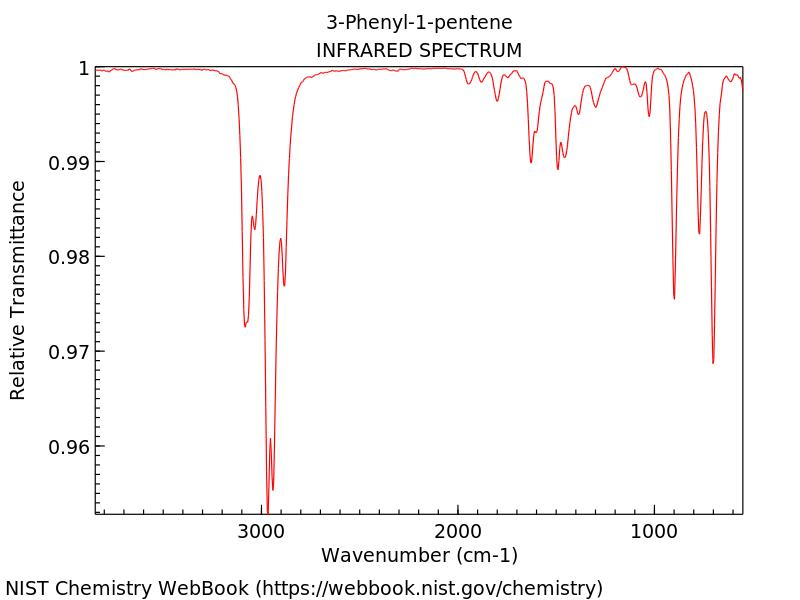 3-Phenyl-1-pentene
INFRARED SPECTRUM
1
0.99
0.98
0.97
0.96
Relative Transmittance
3000 2000 1000
Wavenumber (cm-1)
NIST Chemistry WebBook (https://webbook.nist.gov/chemistry)